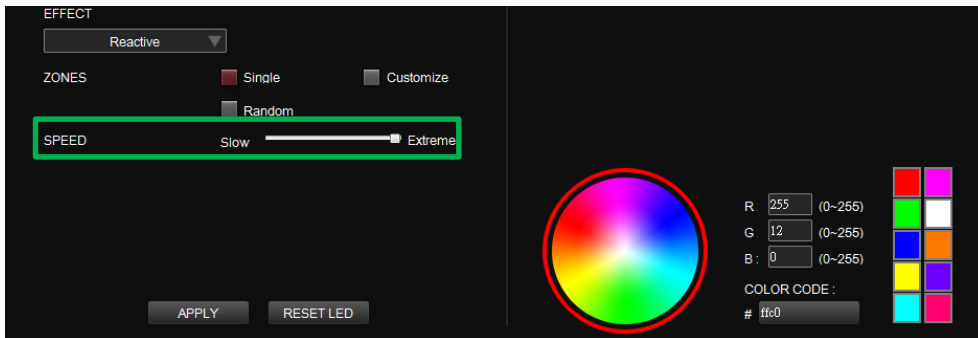 EFFECT
Reactive
ZONES
Single
Customize
Random
SPEED
Slow
Extreme
APPLY
RESET LED
R 255 (0~255)
G 12 (0~255)
B : 0 (0~255)
COLOR CODE :
# ffc0